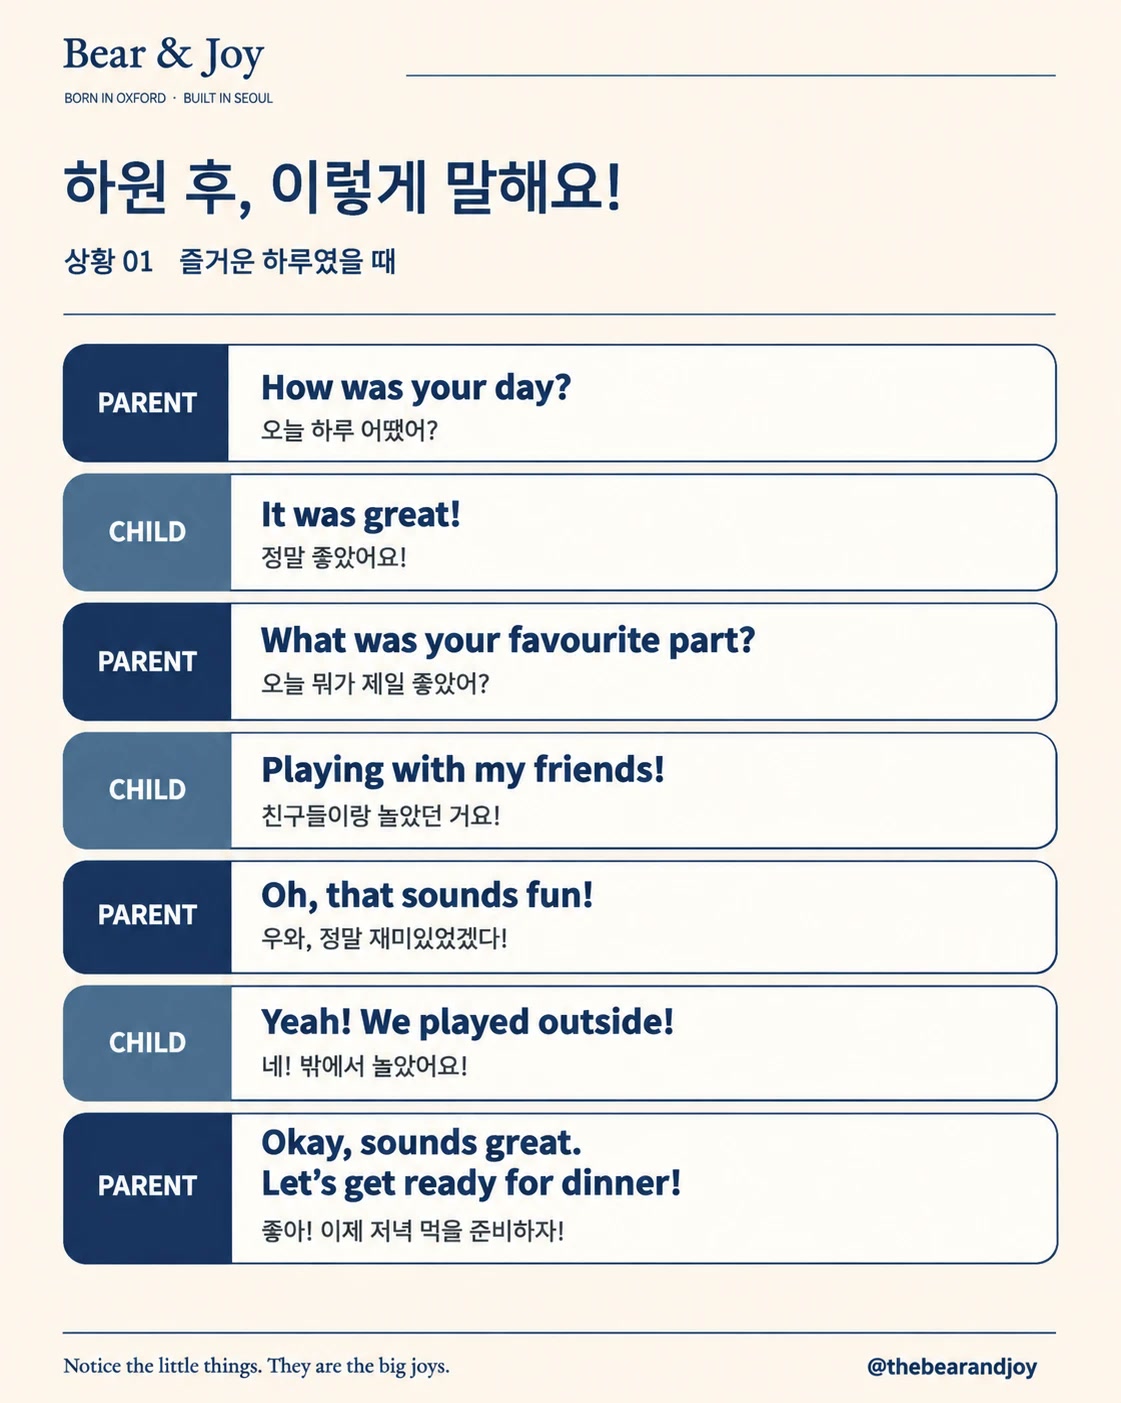 Bear & Joy
BORN IN OXFORD · BUILT IN SEOUL
하원 후, 이렇게 말해요!
상황 01 즐거운 하루였을 때
PARENT
How was your day?
오늘 하루 어땠어?
CHILD
It was great!
정말 좋았어요!
PARENT
What was your favourite part?
오늘 뭐가 제일 좋았어?
CHILD
Playing with my friends!
친구들이랑 놀았던 거요!
PARENT
Oh, that sounds fun!
우와, 정말 재미있었겠다!
CHILD
Yeah! We played outside!
네! 밖에서 놀았어요!
PARENT
Okay, sounds great.
Let’s get ready for dinner!
좋아! 이제 저녁 먹을 준비하자!
Notice the little things. They are the big joys.
@thebearandjoy